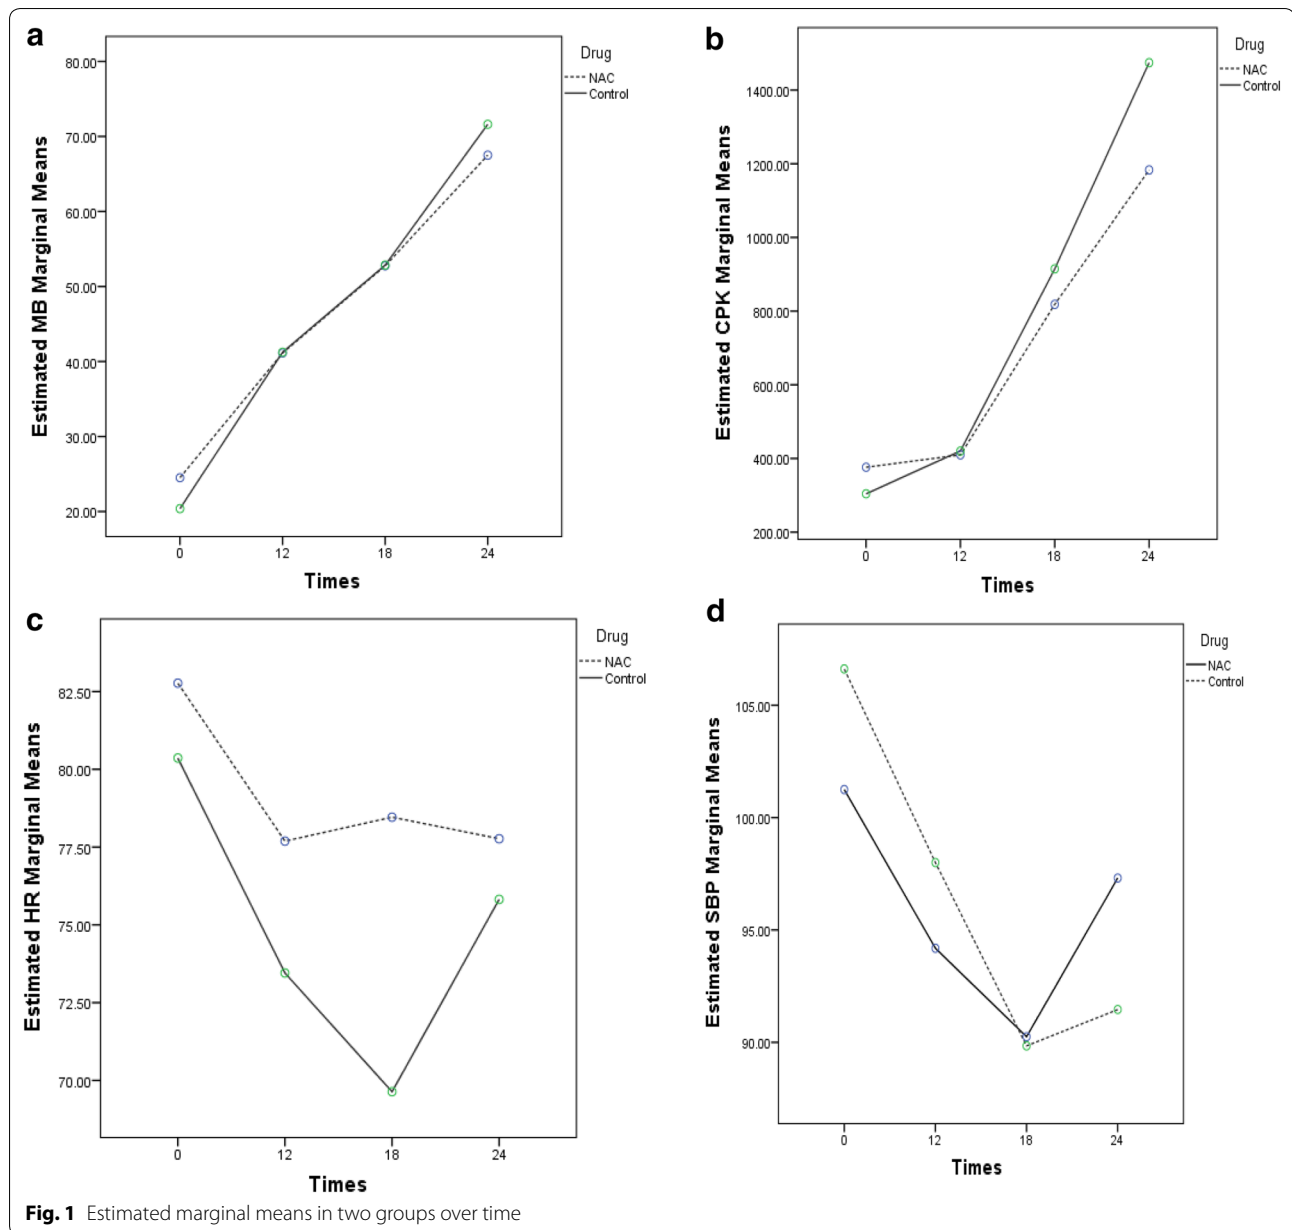 a
Estimated MB Marginal Means
80.00
70.00
60.00
50.00
40.00
30.00
20.00
0 12 18 24
Times
Drug
NAC
Control
b
Estimated CPK Marginal Means
1400.00
1200.00
1000.00
800.00
600.00
400.00
200.00
0 12 18 24
Times
Drug
NAC
Control
c
Estimated HR Marginal Means
82.50
80.00
77.50
75.00
72.50
70.00
0 12 18 24
Times
Drug
NAC
Control
d
Estimated SBP Marginal Means
105.00
100.00
95.00
90.00
0 12 18 24
Times
Drug
NAC
Control
Fig. 1 Estimated marginal means in two groups over time